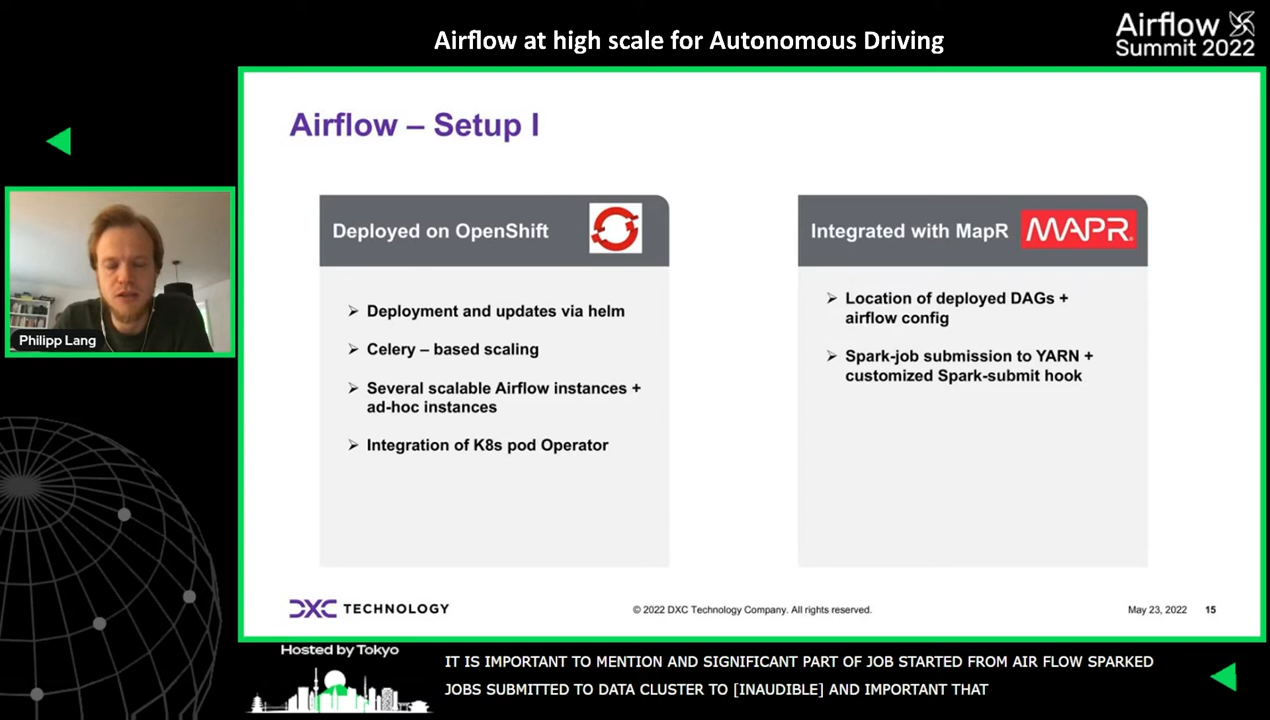 Airflow at high scale for Autonomous Driving
Airflow
Summit 2022
Airflow – Setup I
Deployed on OpenShift
Deployment and updates via helm
Celery – based scaling
Several scalable Airflow instances +
ad-hoc instances
Integration of K8s pod Operator
Integrated with MapR
MAPR
Location of deployed DAGs +
airflow config
Spark-job submission to YARN +
customized Spark-submit hook
Philipp Lang
DXC TECHNOLOGY
© 2022 DXC Technology Company. All rights reserved.
May 23, 2022
15
Hosted by Tokyo
IT IS IMPORTANT TO MENTION AND SIGNIFICANT PART OF JOB STARTED FROM AIR FLOW SPARKED
JOBS SUBMITTED TO DATA CLUSTER TO [INAUDIBLE] AND IMPORTANT THAT